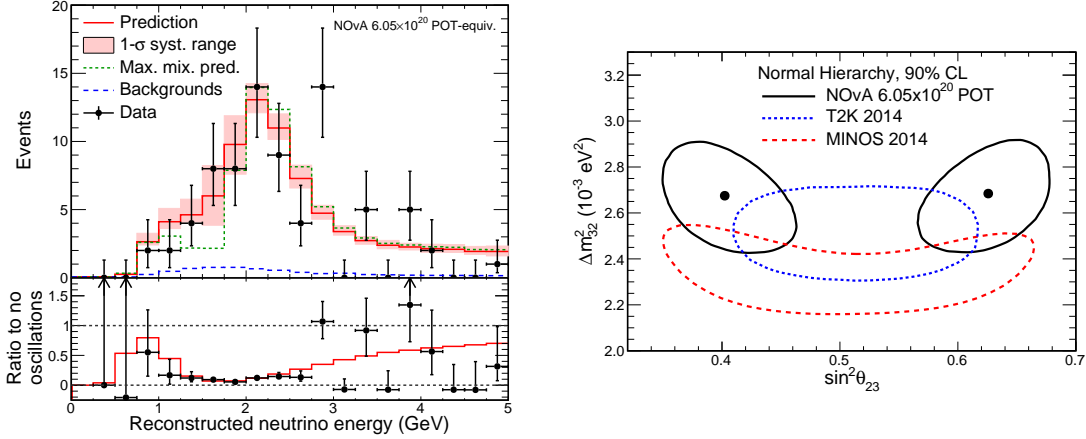 20
15
10
5
0
Events
Prediction
1-σ syst. range
Max. mix. pred.
Backgrounds
Data
NOvA 6.05×10²⁰ POT-equiv.
1.5
1
0.5
0
Ratio to no
oscillations
0 1 2 3 4 5
Reconstructed neutrino energy (GeV)
3.2
3.0
2.8
2.6
2.4
2.2
2.0
Δm²₃₂ (10⁻³ eV²)
Normal Hierarchy, 90% CL
NOvA 6.05x10²⁰ POT
T2K 2014
MINOS 2014
0.4 0.5 0.6 0.7
sin²θ₂₃